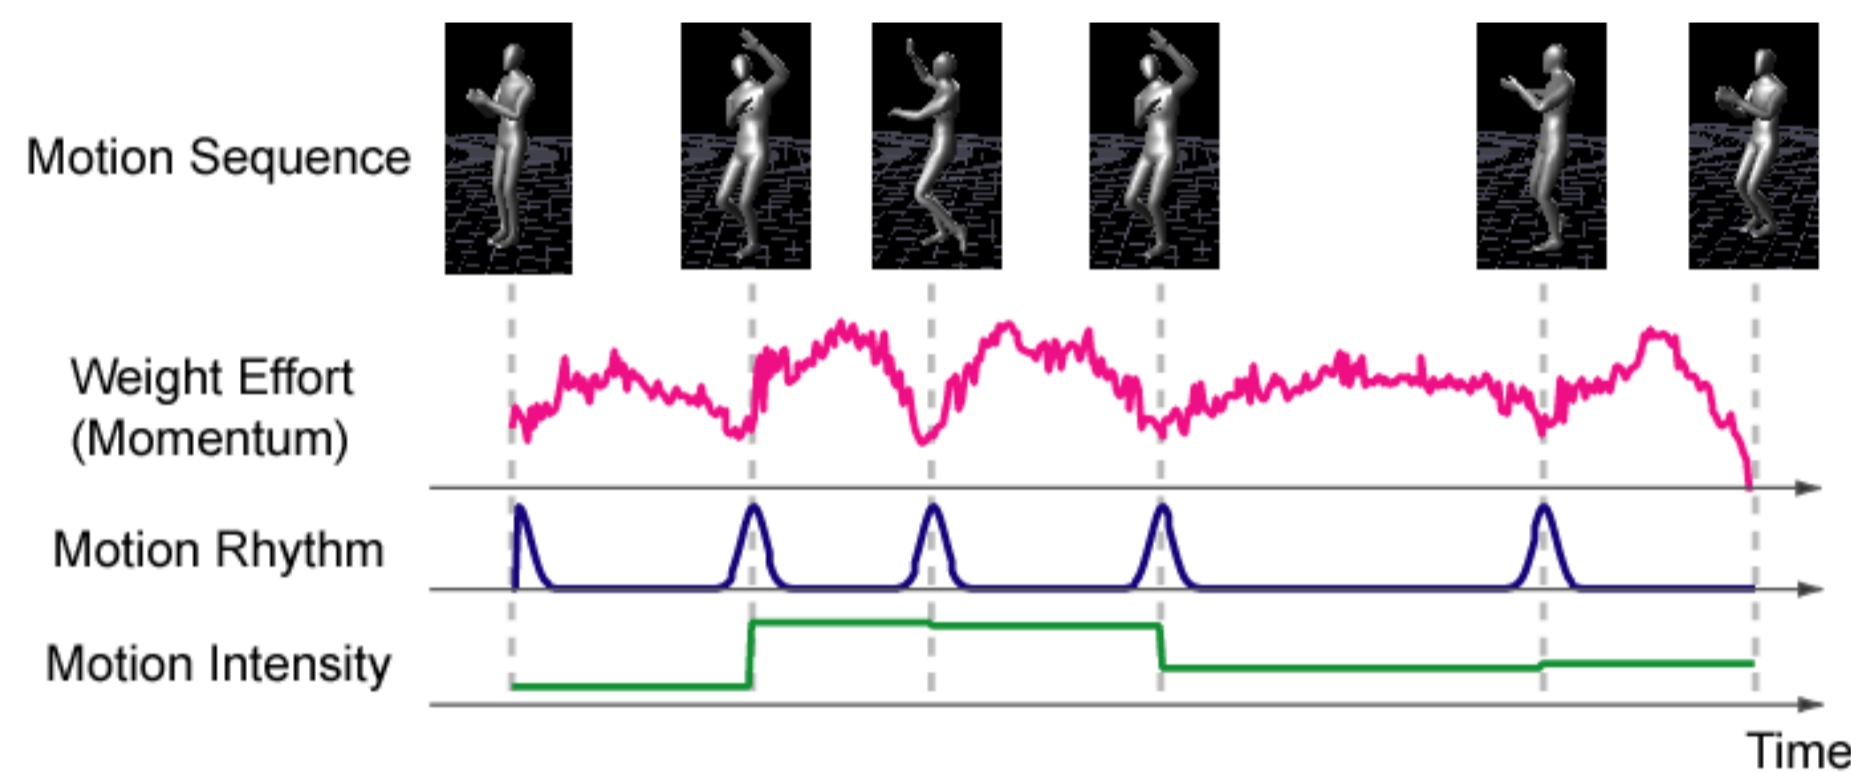 Motion Sequence
Weight Effort
(Momentum)
Motion Rhythm
Motion Intensity
Time